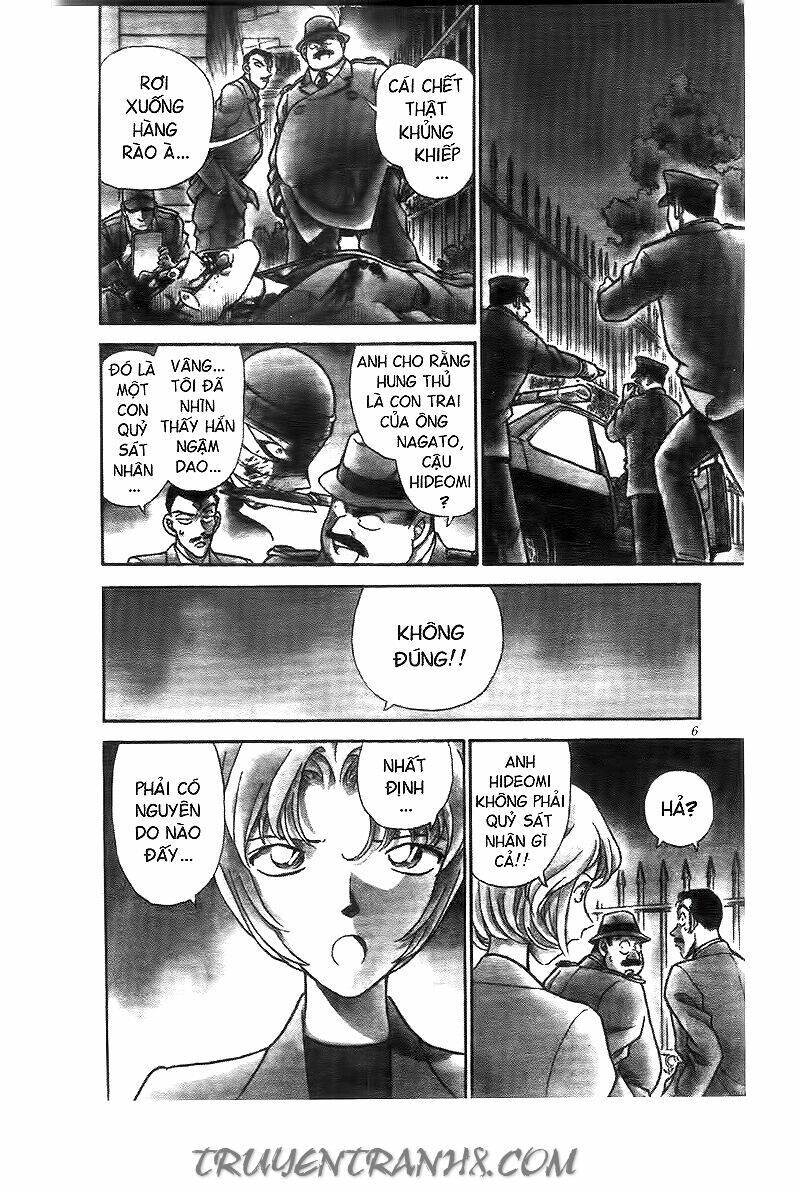 CÁI CHẾT
THẬT
KHỦNG
KHIẾP
...
RƠI
XUỐNG
HÀNG
RÀO À...
ANH CHO RẰNG
HUNG THỦ
LÀ CON TRAI
CỦA ÔNG
NAGATO,
CẬU
HIDEOMI
?
VÂNG...
TÔI ĐÃ
NHÌN
THẤY HẮN
NGẬM
DAO...
ĐÓ LÀ
MỘT
CON
QUỶ
SÁT
NHÂN
...
KHÔNG
ĐÚNG!!
6
HẢ?
ANH
HIDEOMI
KHÔNG PHẢI
QUỶ SÁT
NHÂN GÌ
CẢ!!
NHẤT
ĐỊNH
...
PHẢI CÓ
NGUYÊN
DO NÀO
ĐẤY...
TRUYENTRANH8.COM